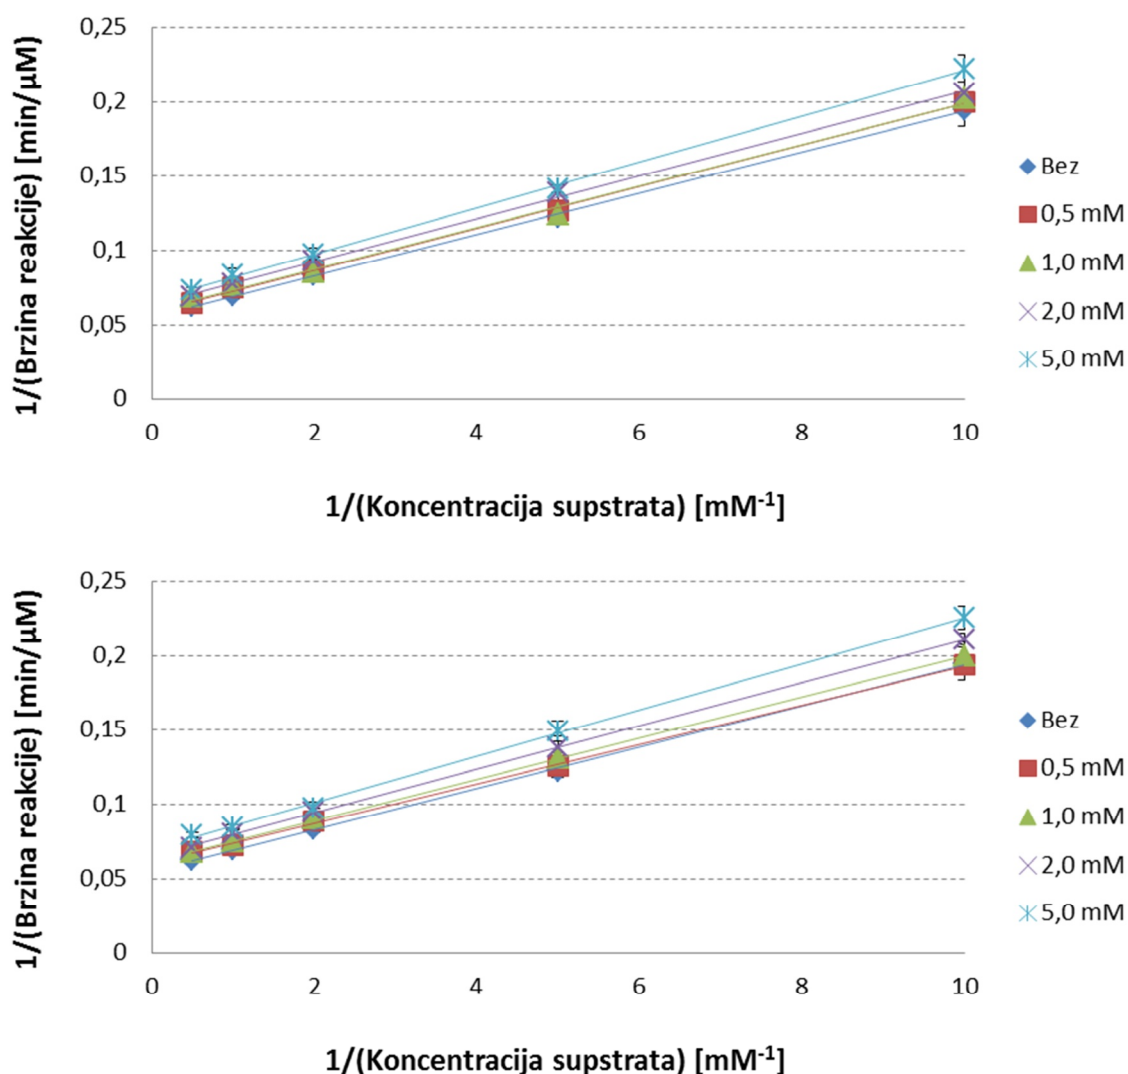 1/(Brzina reakcije) [min/µM)
0,25
0,2
0,15
0,1
0,05
0
0 2 4 6 8 10
1/(Koncentracija supstrata) [mM-1]
Bez
0,5 mM
1,0 mM
2,0 mM
5,0 mM
1/(Brzina reakcije) [min/µM)
0,25
0,2
0,15
0,1
0,05
0
0 2 4 6 8 10
1/(Koncentracija supstrata) [mM-1]
Bez
0,5 mM
1,0 mM
2,0 mM
5,0 mM